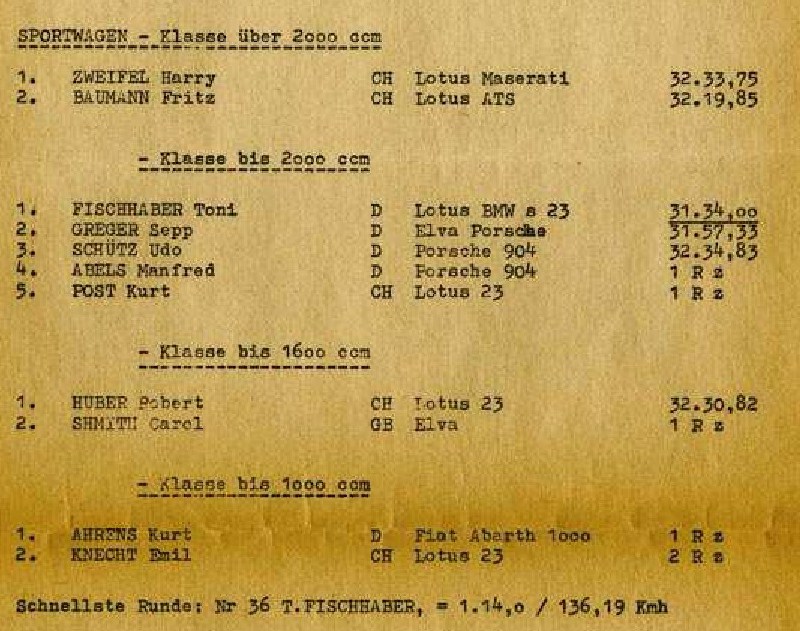 SPORTWAGEN - Klasse über 2ooo ccm
1. ZWEIFEL Harry CH Lotus Maserati 32.33,75
2. BAUMANN Fritz CH Lotus ATS 32.19,85
- Klasse bis 2ooo ccm
1. FISCHHABER Toni D Lotus BMW s 23 31.34,oo
2. GREGER Sepp D Elva Porsche 31.57,33
3. SCHÜTZ Udo D Porsche 9o4 32.34,83
4. ABELS Manfred D Porsche 9o4 1 R z
5. POST Kurt CH Lotus 23 1 R z
- Klasse bis 16oo ccm
1. HUBER Robert CH Lotus 23 32.30,82
2. SHMITH Carol GB Elva 1 R z
- Klasse bis 1ooo ccm
1. AHRENS Kurt D Fiat Abarth 1ooo 1 R z
2. KNECHT Emil CH Lotus 23 2 R z
Schnellste Runde: Nr 36 T.FISCHHABER, = 1.14,o / 136,19 Kmh